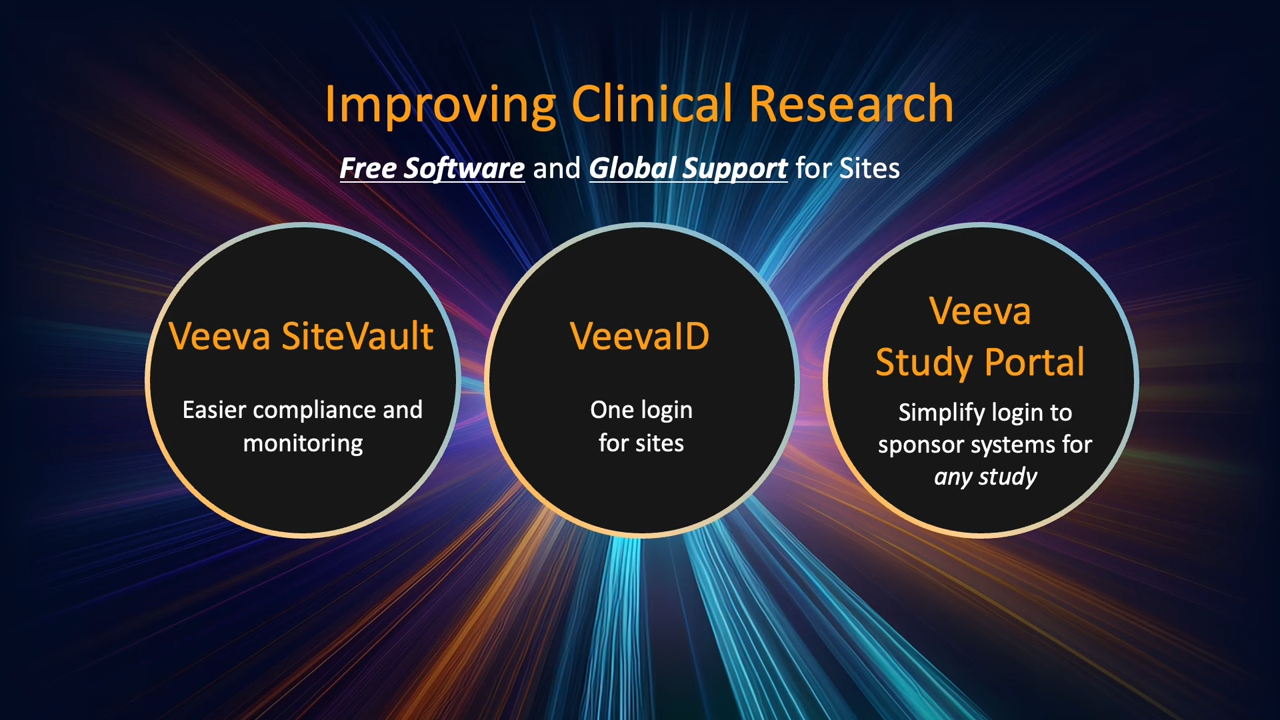 Improving Clinical Research
Free Software and Global Support for Sites
Veeva SiteVault
Easier compliance and
monitoring
VeevaID
One login
for sites
Veeva
Study Portal
Simplify login to
sponsor systems for
any study